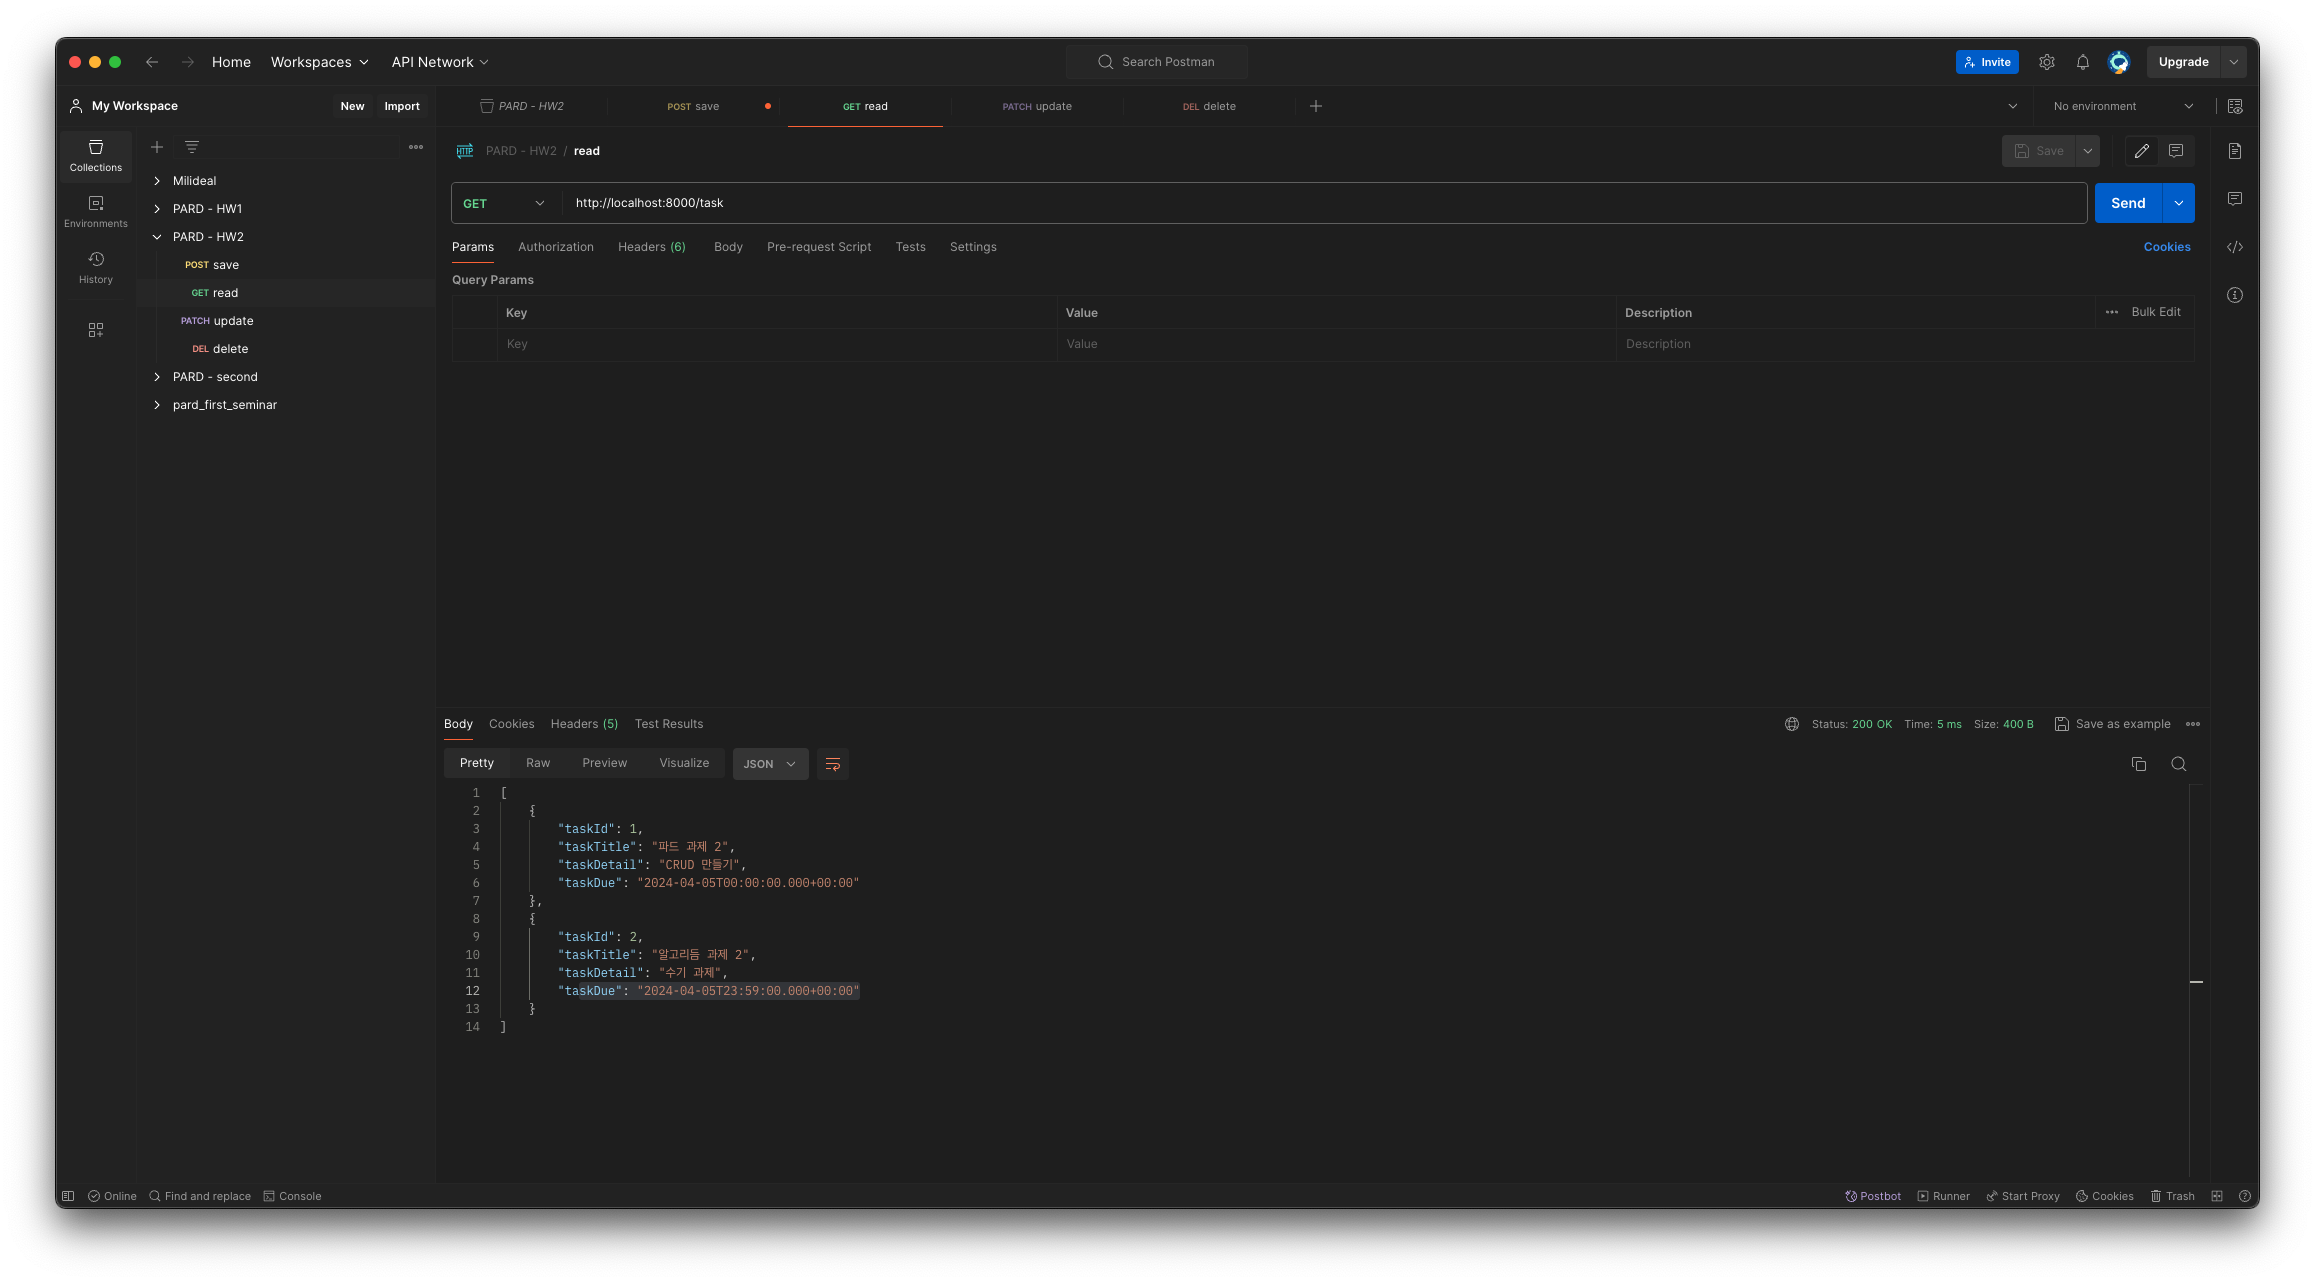 Home Workspaces API Network Search Postman Invite Upgrade
My Workspace New Import PARD - HW2 POST save GET read PATCH update DEL delete No environment
Collections
Environments
History
Milideal
PARD - HW1
PARD - HW2
POST save
GET read
PATCH update
DEL delete
PARD - second
pard_first_seminar
HTTP PARD - HW2 / read Save
GET http://localhost:8000/task Send
Params Authorization Headers (6) Body Pre-request Script Tests Settings Cookies
Query Params
Key Value Description Bulk Edit
Key Value Description
Body Cookies Headers (5) Test Results Status: 200 OK Time: 5 ms Size: 400 B Save as example
Pretty Raw Preview Visualize JSON
1 [
2 {
3 "taskId": 1,
4 "taskTitle": "파드 과제 2",
5 "taskDetail": "CRUD 만들기",
6 "taskDue": "2024-04-05T00:00:00.000+00:00"
7 },
8 {
9 "taskId": 2,
10 "taskTitle": "알고리듬 과제 2",
11 "taskDetail": "수기 과제",
12 "taskDue": "2024-04-05T23:59:00.000+00:00"
13 }
14 ]
Online Find and replace Console Postbot Runner Start Proxy Cookies Trash